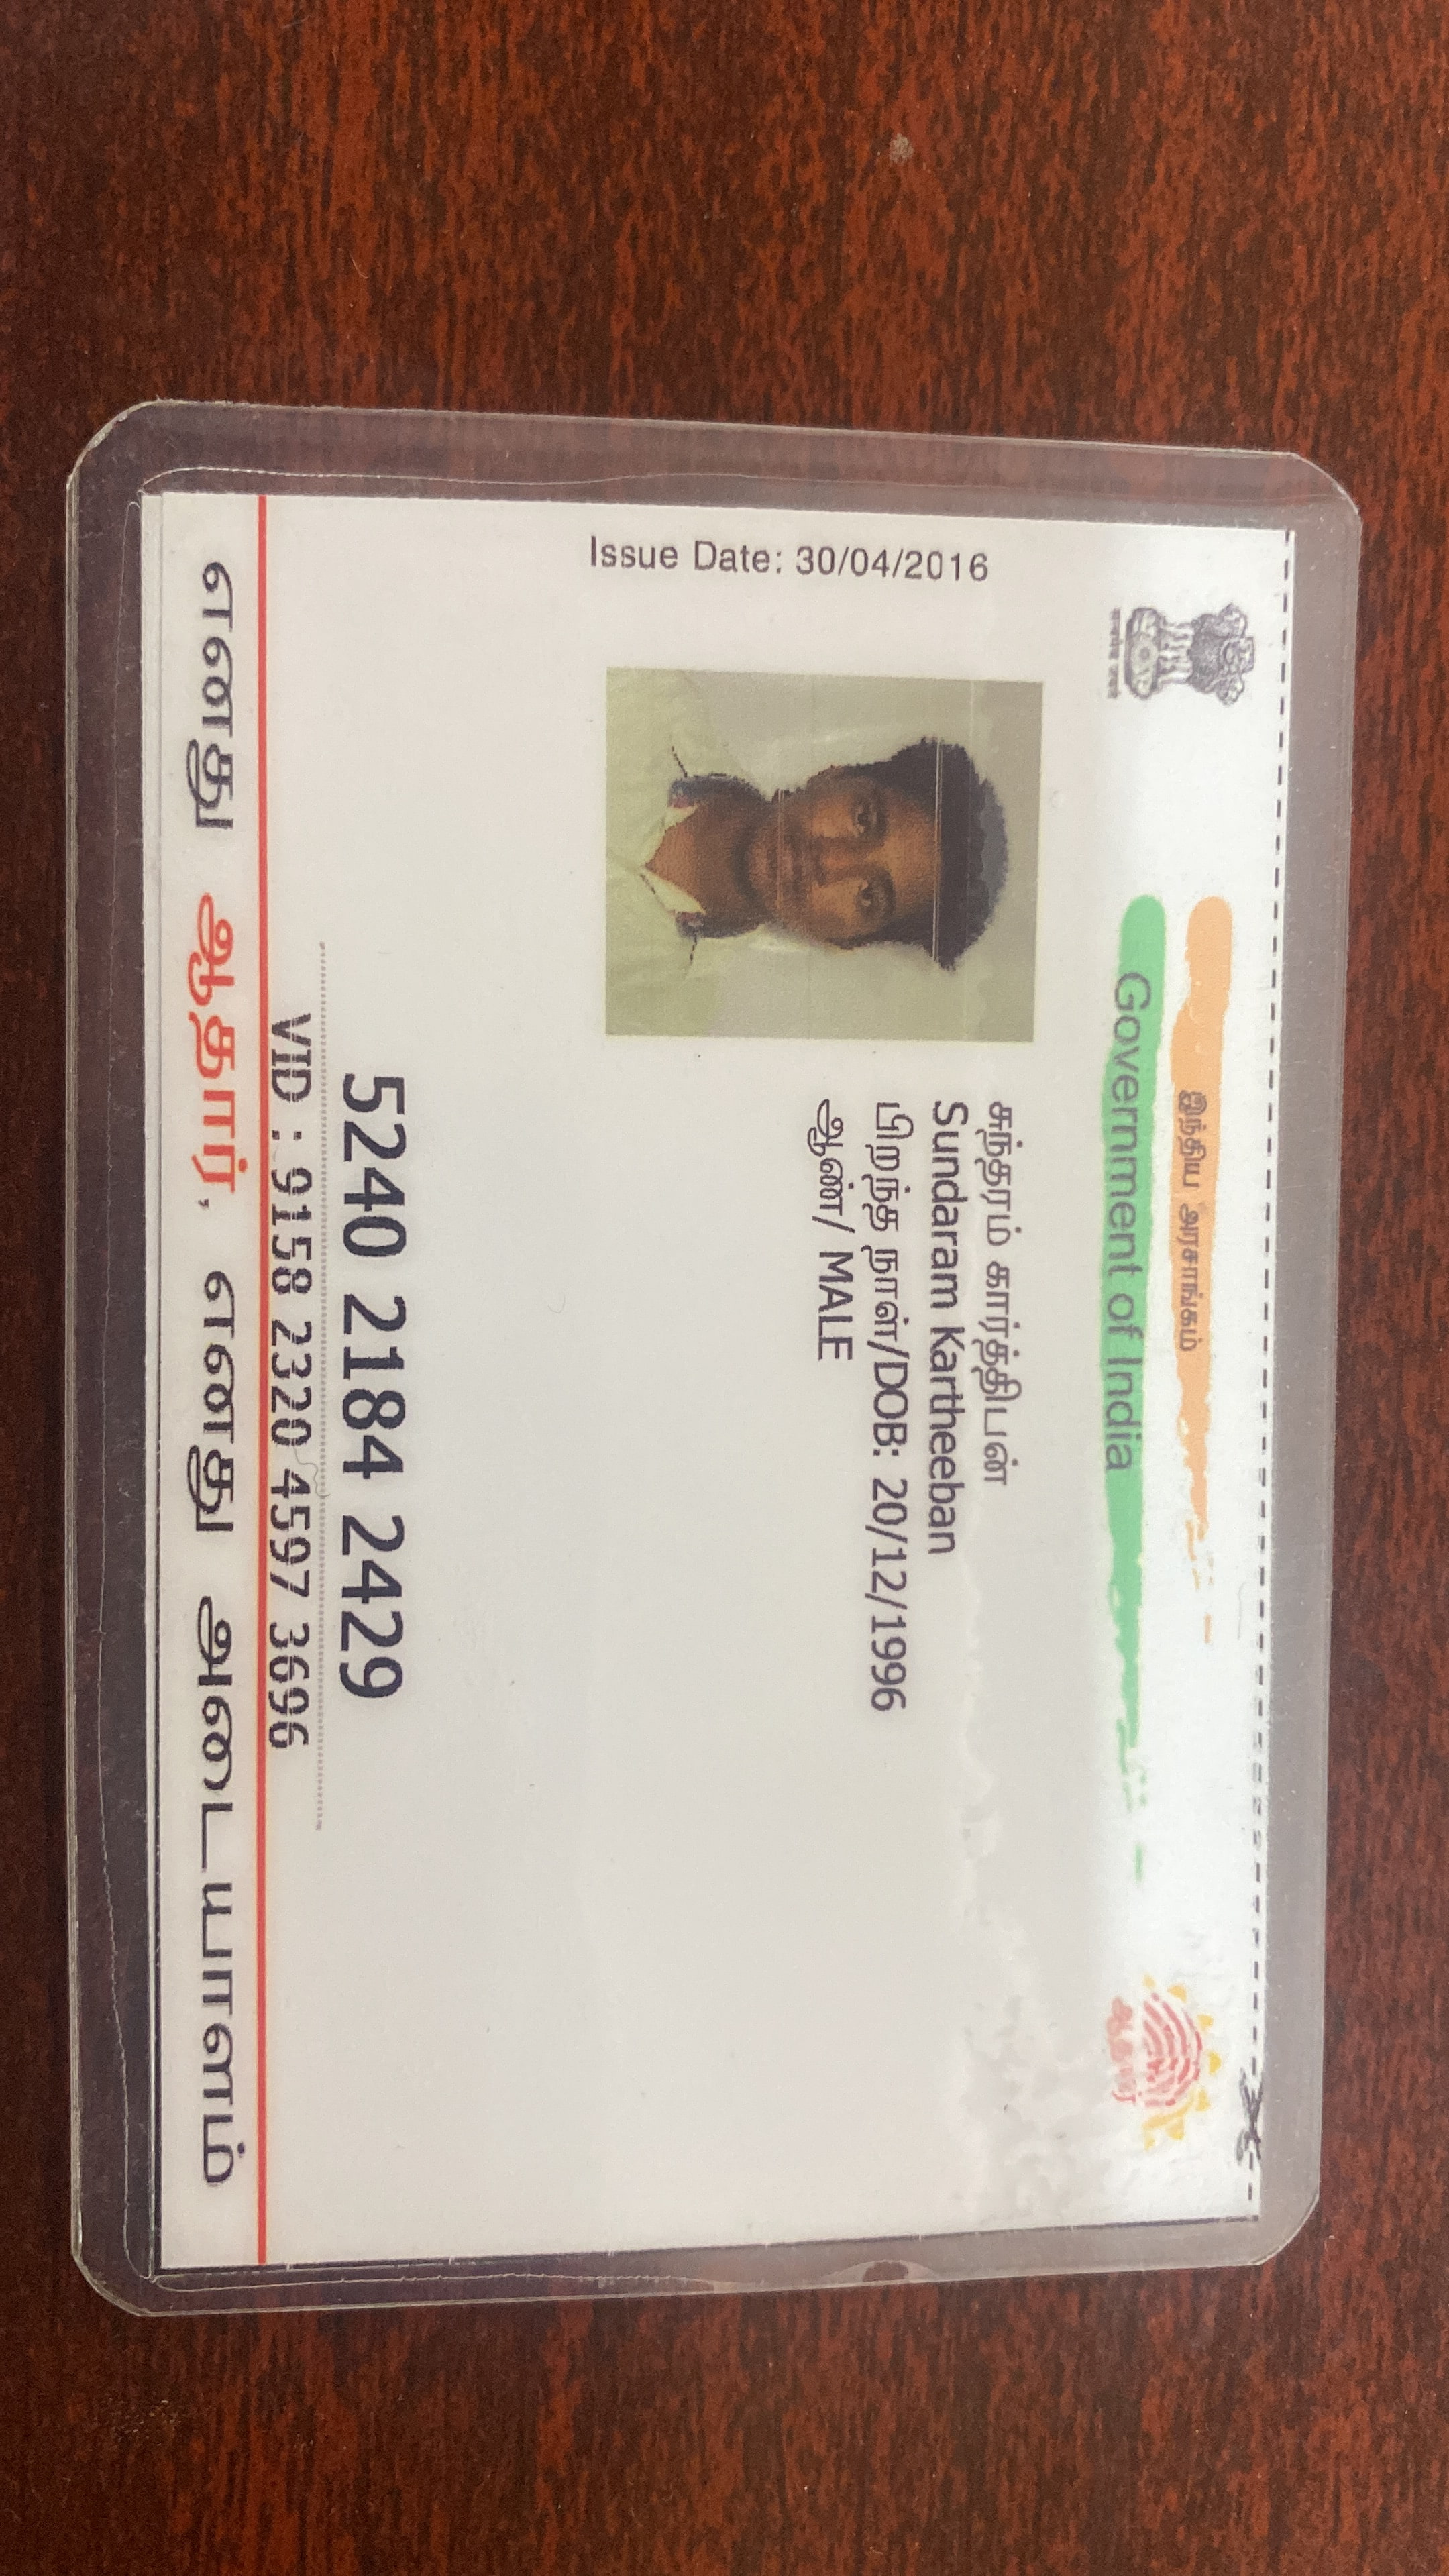 இந்திய அரசாங்கம்
Government of India
Issue Date: 30/04/2016
சுந்தரம் கார்த்திபன்
Sundaram Kartheeban
பிறந்த நாள்/DOB: 20/12/1996
ஆண்/ MALE
5240 2184 2429
VID : 9158 2320 4597 3696
எனது ஆதார், எனது அடையாளம்